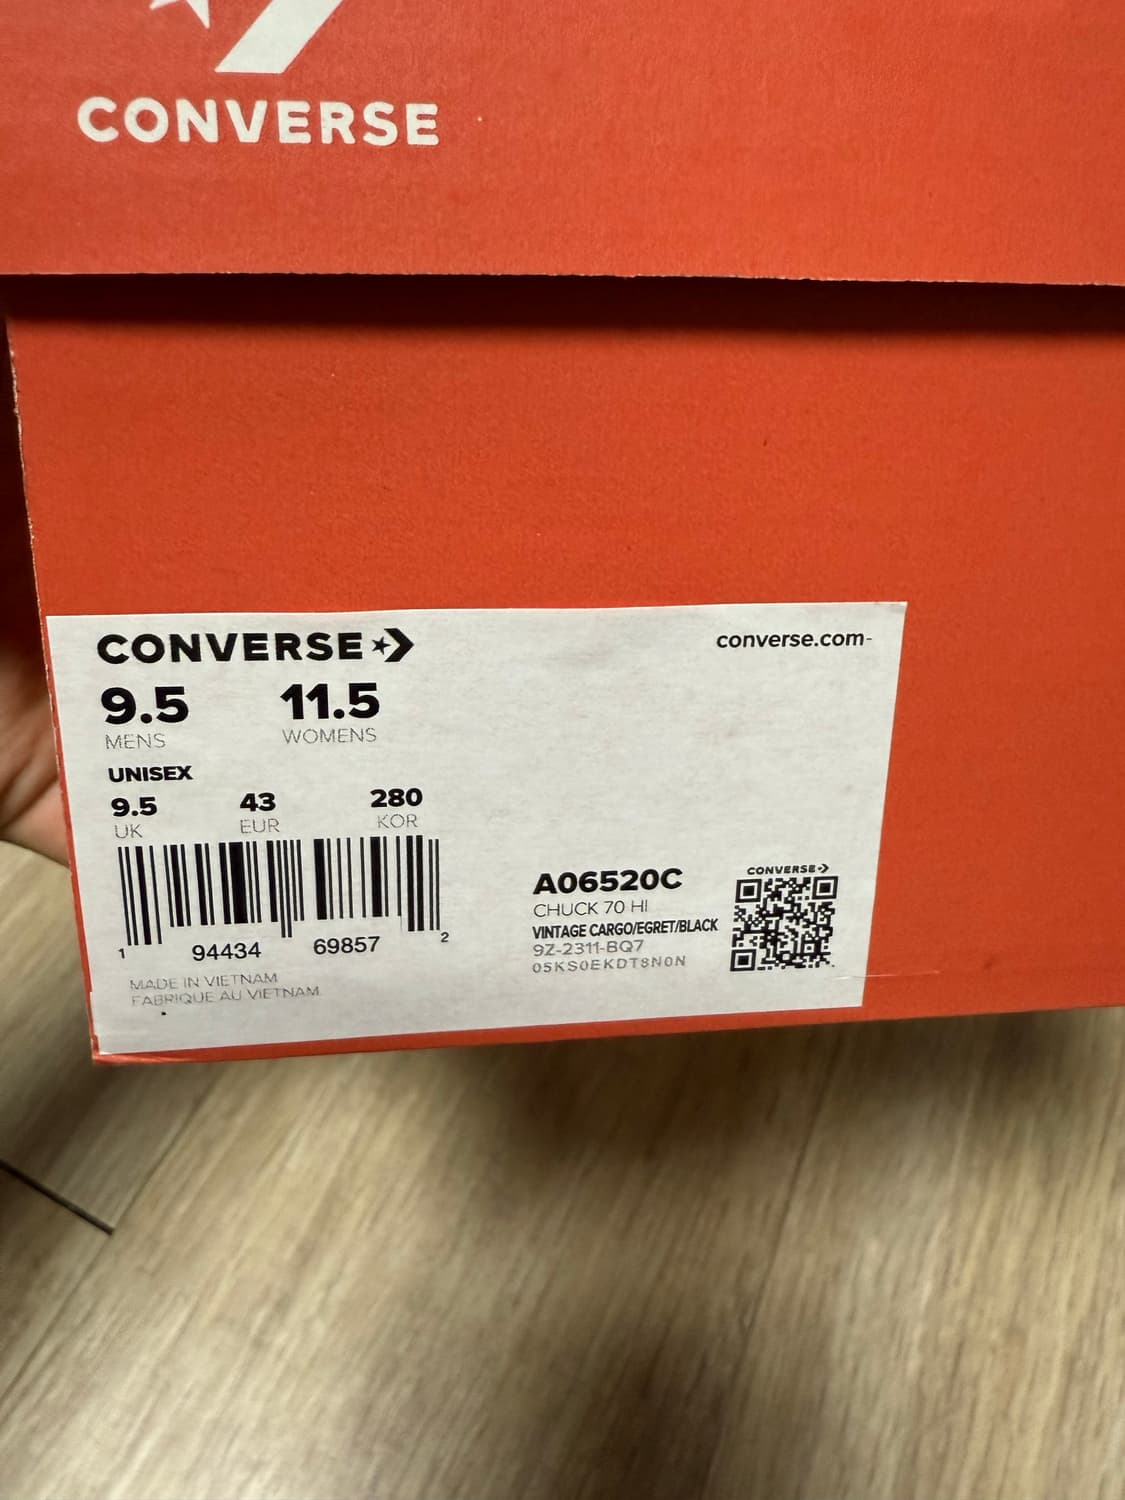 CONVERSE
CONVERSE
converse.com-
9.5 11.5
MENS WOMENS
UNISEX
9.5 43 280
UK EUR KOR
1 94434 69857 2
MADE IN VIETNAM
FABRIQUE AU VIETNAM
A06520C
CHUCK 70 HI
VINTAGE CARGO/EGRET/BLACK
9Z-2311-BQ7
05KS0EKDT8N0N
CONVERSE